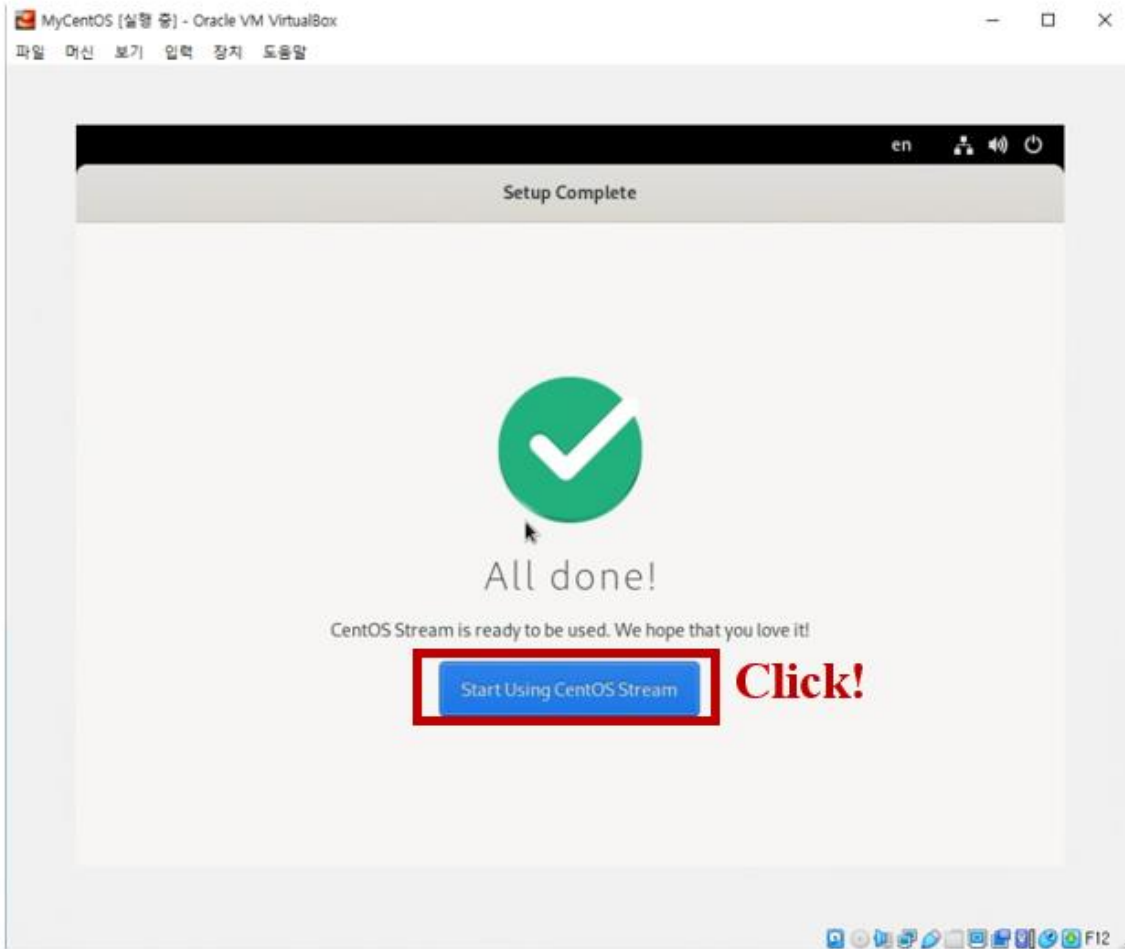 MyCentOS [실행 중] - Oracle VM VirtualBox
파일 머신 보기 입력 장치 도움말
en
Setup Complete
All done!
CentOS Stream is ready to be used. We hope that you love it!
Start Using CentOS Stream
Click!
F12